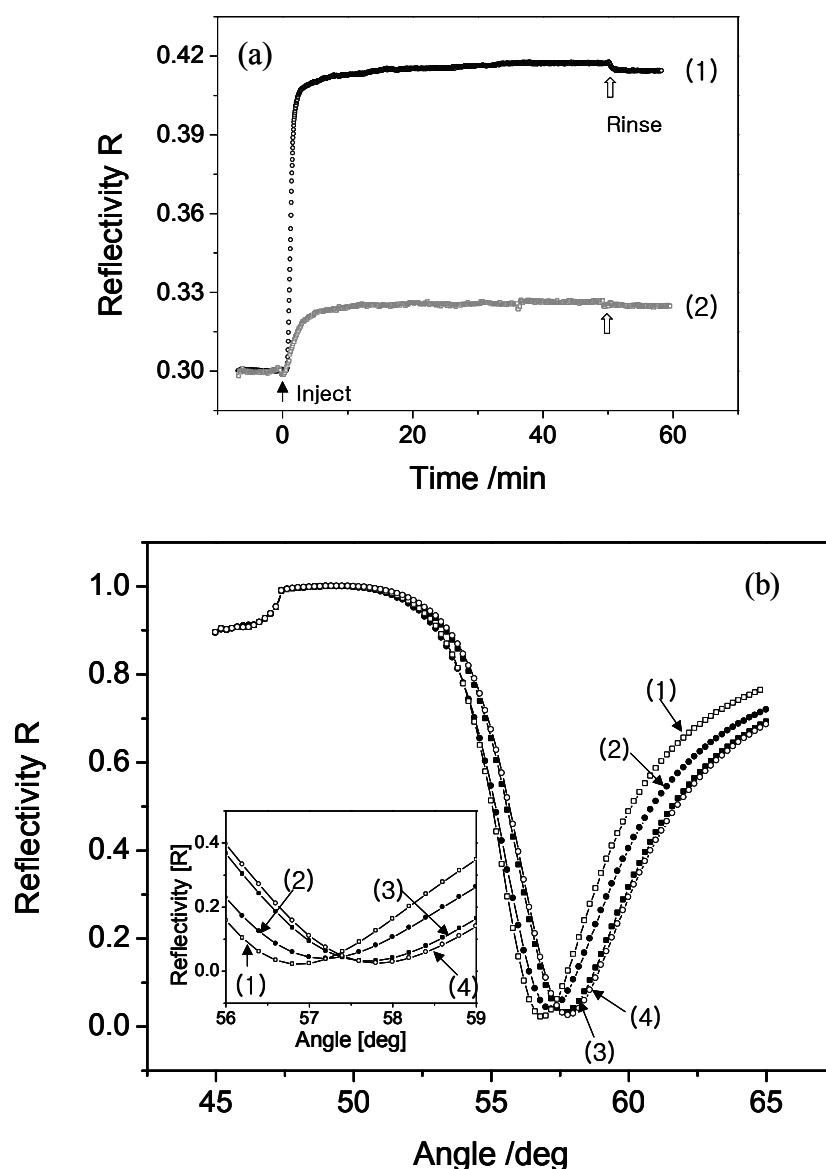 (a)
0.42
0.39
0.36
0.33
0.30
Reflectivity R
(1)
Rinse
(2)
Inject
0 20 40 60
Time /min
(b)
1.0
0.8
0.6
0.4
0.2
0.0
Reflectivity R
(1)
(2)
(3)
(4)
0.4
0.2
0.0
Reflectivity [R]
(2)
(3)
(1)
(4)
56 57 58 59
Angle [deg]
45 50 55 60 65
Angle /deg